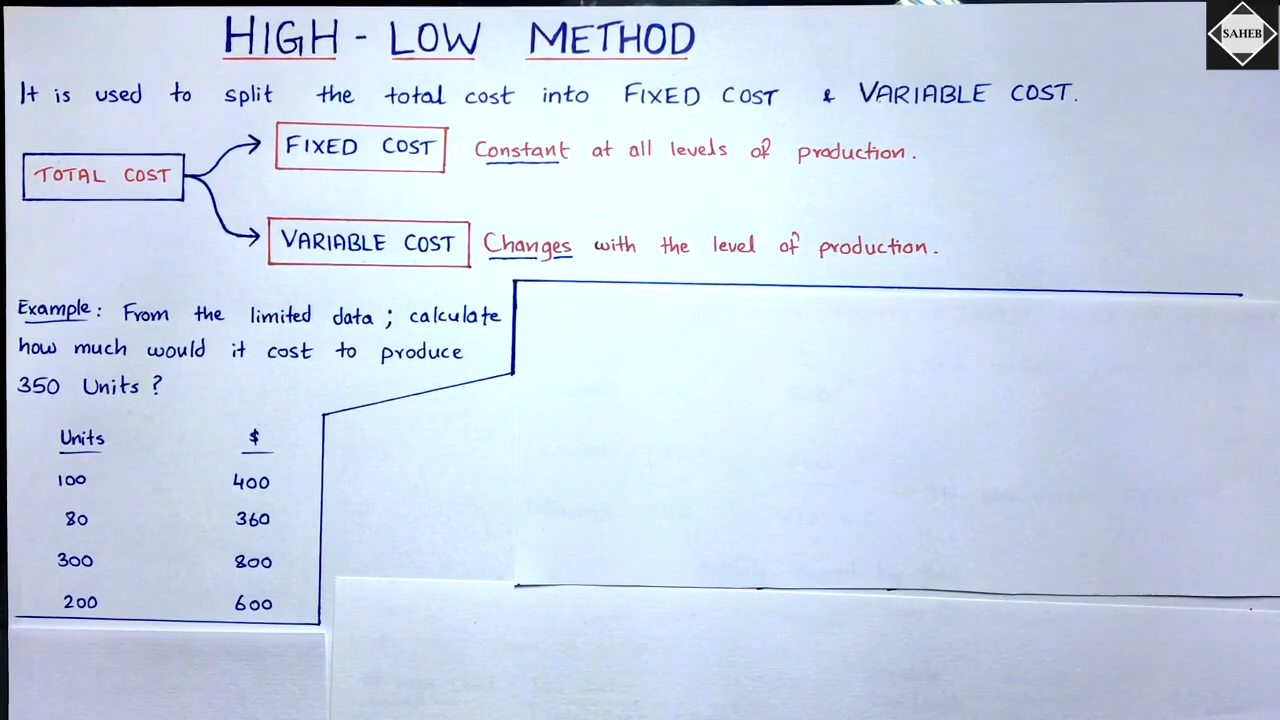 HIGH - LOW METHOD
SAHEB
It is used to split the total cost into FIXED COST & VARIABLE COST.
FIXED COST Constant at all levels of production.
TOTAL COST
VARIABLE COST Changes with the level of production.
Example: From the limited data; calculate
how much would it cost to produce
350 Units?
Units $
100 400
80 360
300 800
200 600